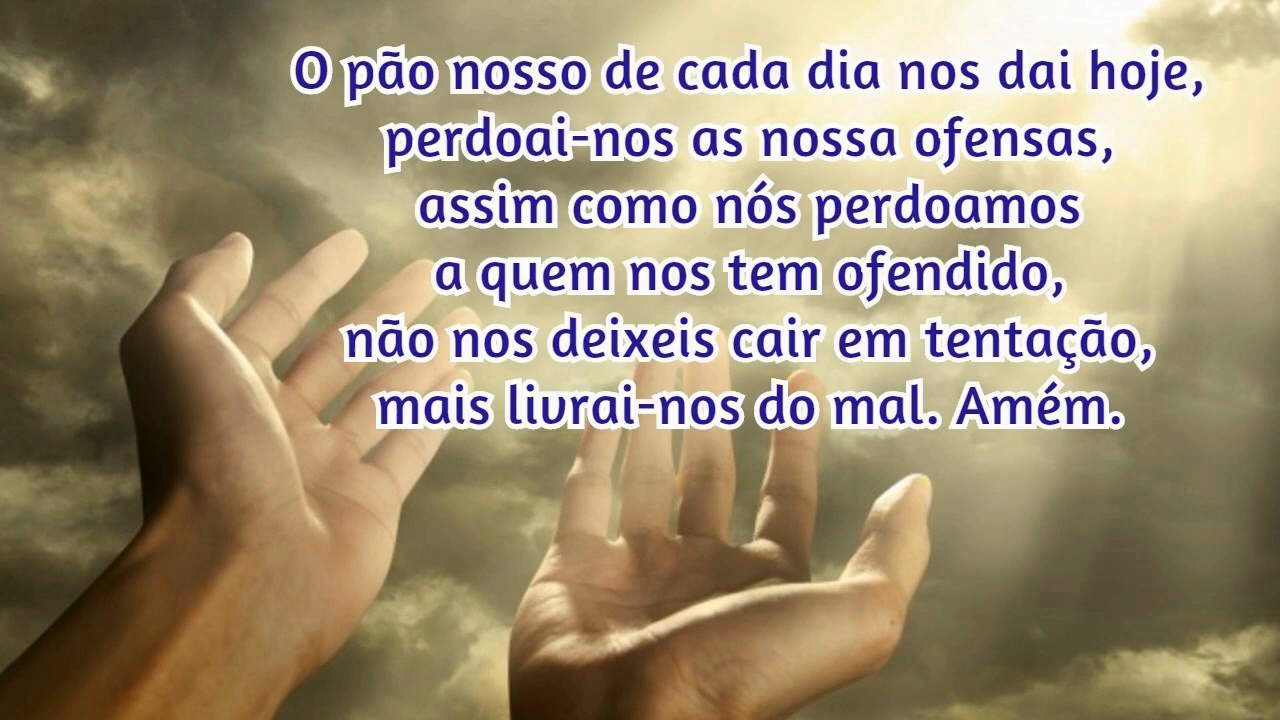 O pão nosso de cada dia nos dai hoje,
perdoai-nos as nossa ofensas,
assim como nós perdoamos
a quem nos tem ofendido,
não nos deixeis cair em tentação,
mais livrai-nos do mal. Amém.